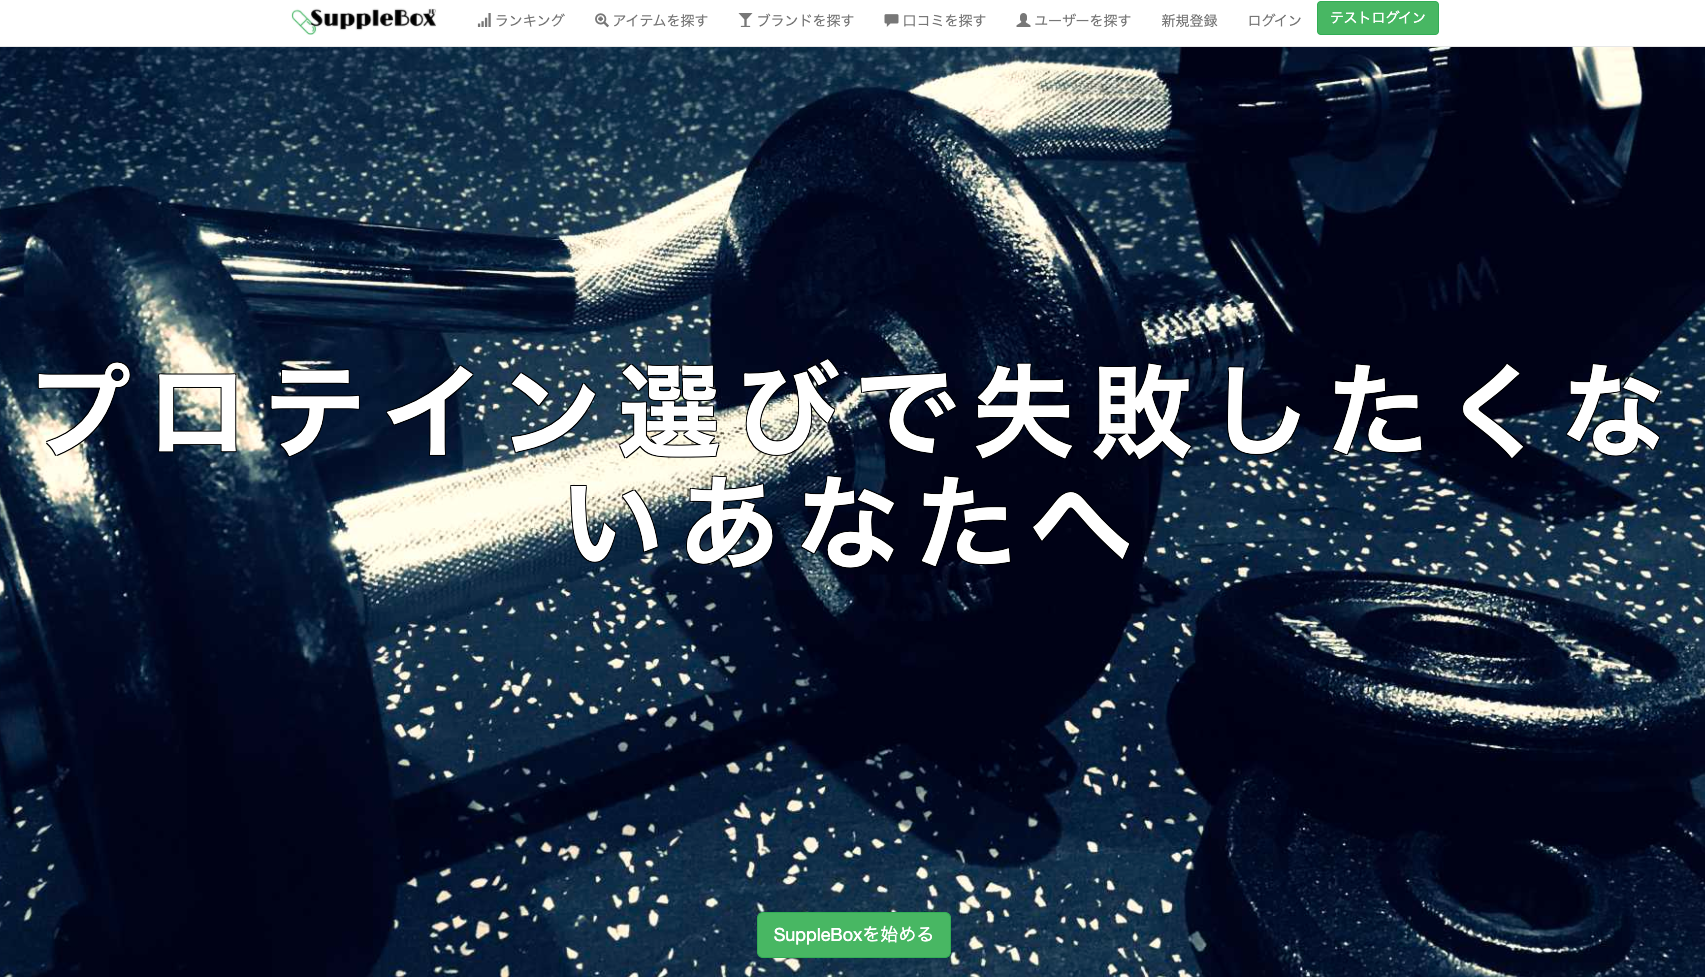 SuppleBox
ランキング アイテムを探す ブランドを探す 口コミを探す ユーザーを探す 新規登録 ログイン テストログイン
プロテイン選びで失敗したくな
いあなたへ
SuppleBoxを始める